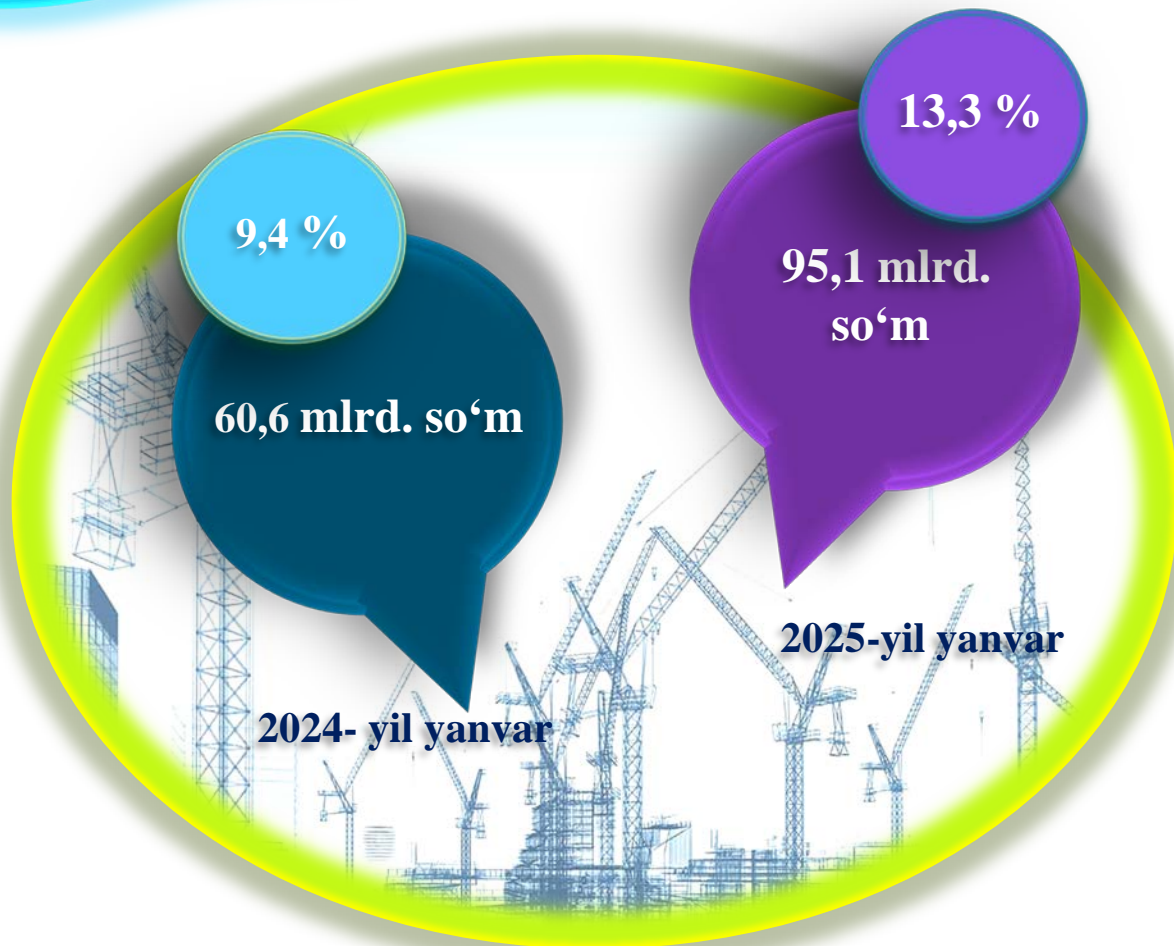 13,3 %
9,4 %
95,1 mlrd.
so‘m
60,6 mlrd. so‘m
2025-yil yanvar
2024- yil yanvar